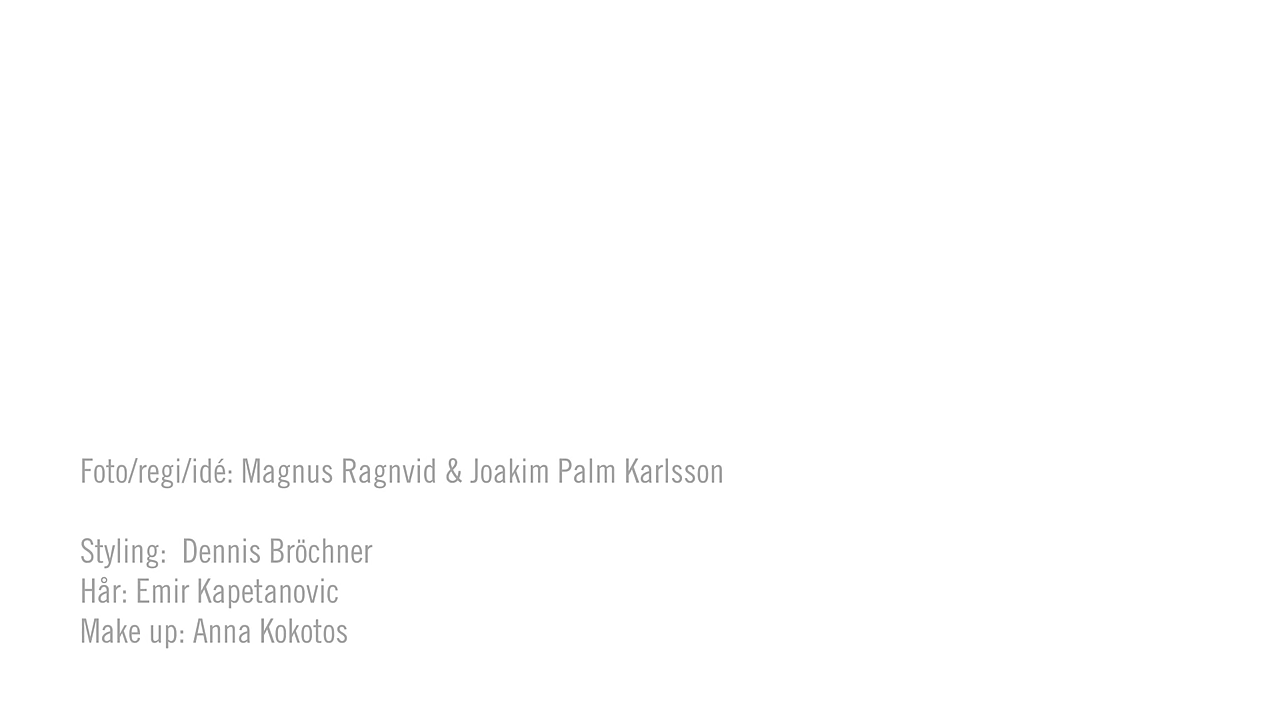 Foto/regi/idé: Magnus Ragnvid & Joakim Palm Karlsson
Styling:  Dennis Bröchner
Hår: Emir Kapetanovic
Make up: Anna Kokotos